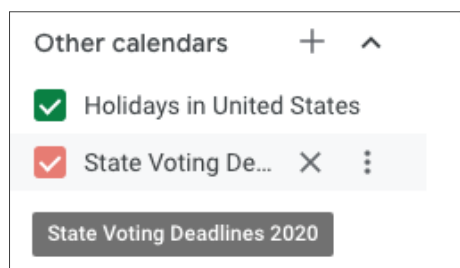 Other calendars
Holidays in United States
State Voting De...
State Voting Deadlines 2020